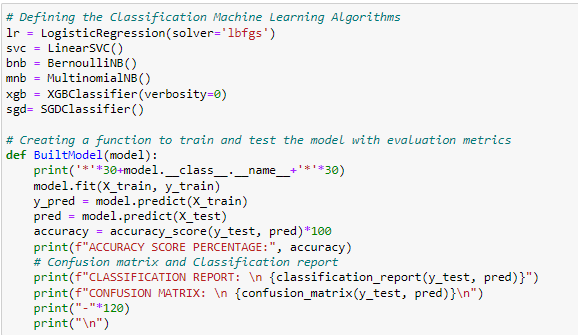 # Defining the Classification Machine Learning Algorithms
lr = LogisticRegression(solver='lbfgs')
svc = LinearSVC()
bnb = BernoulliNB()
mnb = MultinomialNB()
xgb = XGBClassifier(verbosity=0)
sgd= SGDClassifier()

# Creating a function to train and test the model with evaluation metrics
def BuiltModel(model):
    print('*'*30+model.__class__.__name__+'*'*30)
    model.fit(X_train, y_train)
    y_pred = model.predict(X_train)
    pred = model.predict(X_test)
    accuracy = accuracy_score(y_test, pred)*100
    print(f"ACCURACY SCORE PERCENTAGE:", accuracy)
    # Confusion matrix and Classification report
    print(f"CLASSIFICATION REPORT: \n {classification_report(y_test, pred)}")
    print(f"CONFUSION MATRIX: \n {confusion_matrix(y_test, pred)}\n")
    print("-"*120)
    print("\n")